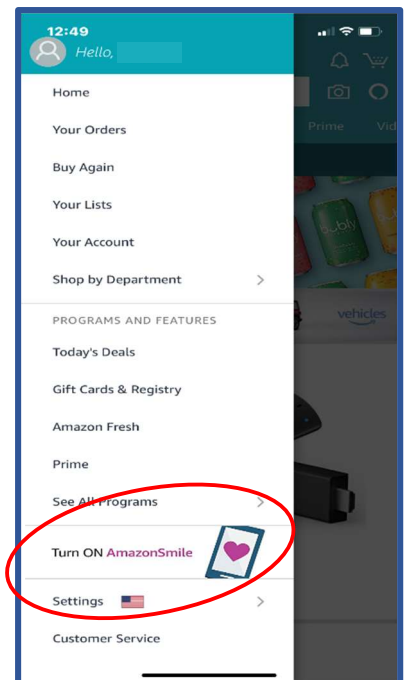 12:49
Hello,
Home
Your Orders
Buy Again
Your Lists
Your Account
Shop by Department
PROGRAMS AND FEATURES
Today's Deals
Gift Cards & Registry
Amazon Fresh
Prime
See All Programs
Turn ON AmazonSmile
Settings
Customer Service
Prime Vid
bubly
vehicles